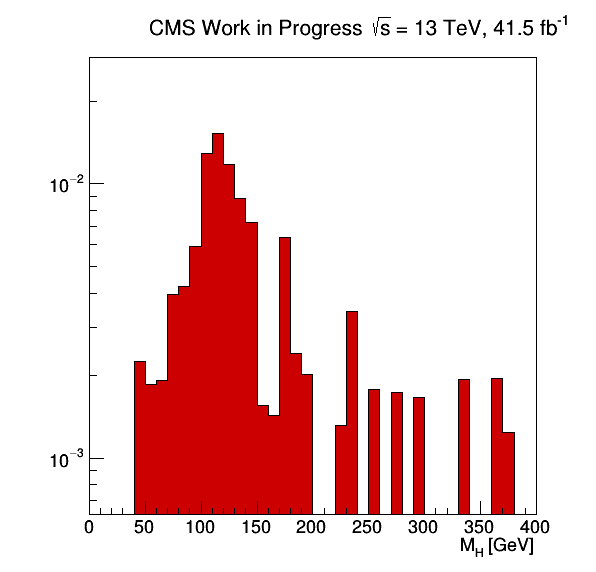 CMS Work in Progress √s = 13 TeV, 41.5 fb⁻¹
10⁻²
10⁻³
0 50 100 150 200 250 300 350 400
M_H [GeV]